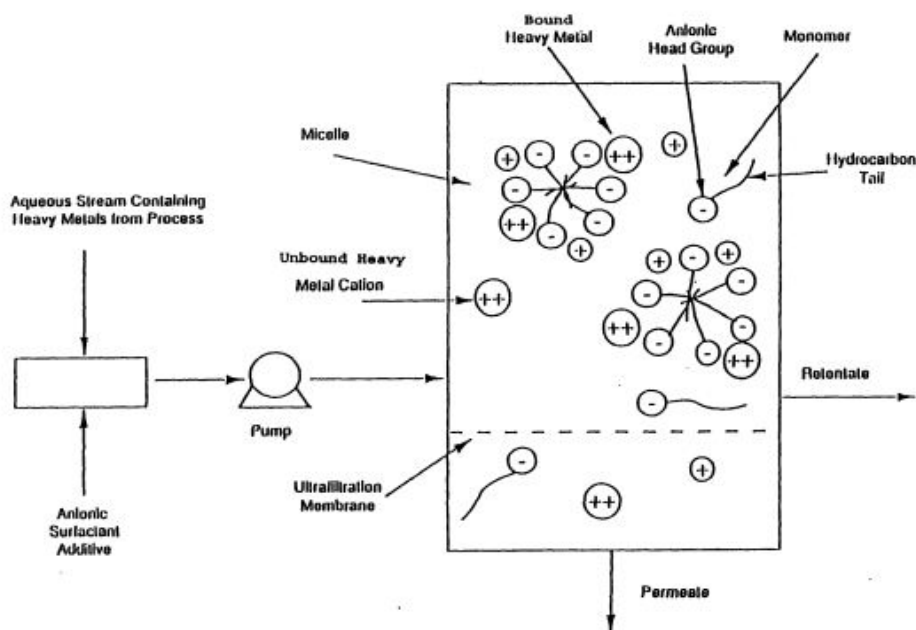 Bound
Heavy Metal
Anionic
Head Group
Monomer
Micelle
Hydrocarbon
Tail
Aqueous Stream Containing
Heavy Metals from Process
Unbound Heavy
Metal Cation
Pump
Retentate
Ultrafiltration
Membrane
Anionic
Surfactant
Additive
Permeate
+
-
-
-
++
+
-
-
-
++
-
-
+
-
++
+
-
+
-
-
++
-
-
-
++
-
-
+
++